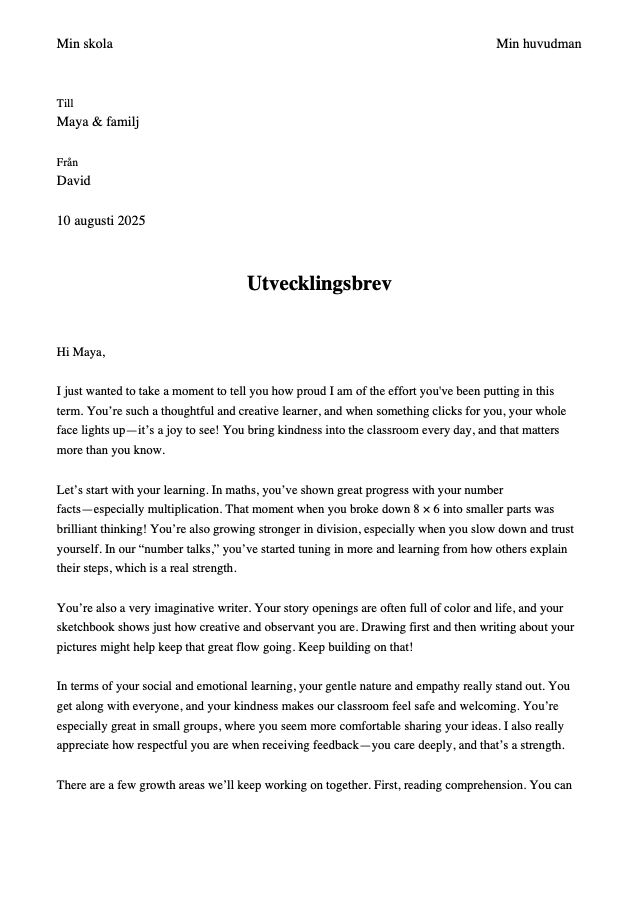 Min skola
Min huvudman
Till
Maya & familj
Från
David
10 augusti 2025
Utvecklingsbrev
Hi Maya,
I just wanted to take a moment to tell you how proud I am of the effort you've been putting in this
term. You’re such a thoughtful and creative learner, and when something clicks for you, your whole
face lights up—it’s a joy to see! You bring kindness into the classroom every day, and that matters
more than you know.
Let’s start with your learning. In maths, you’ve shown great progress with your number
facts—especially multiplication. That moment when you broke down 8 × 6 into smaller parts was
brilliant thinking! You’re also growing stronger in division, especially when you slow down and trust
yourself. In our “number talks,” you’ve started tuning in more and learning from how others explain
their steps, which is a real strength.
You’re also a very imaginative writer. Your story openings are often full of color and life, and your
sketchbook shows just how creative and observant you are. Drawing first and then writing about your
pictures might help keep that great flow going. Keep building on that!
In terms of your social and emotional learning, your gentle nature and empathy really stand out. You
get along with everyone, and your kindness makes our classroom feel safe and welcoming. You’re
especially great in small groups, where you seem more comfortable sharing your ideas. I also really
appreciate how respectful you are when receiving feedback—you care deeply, and that’s a strength.
There are a few growth areas we’ll keep working on together. First, reading comprehension. You can